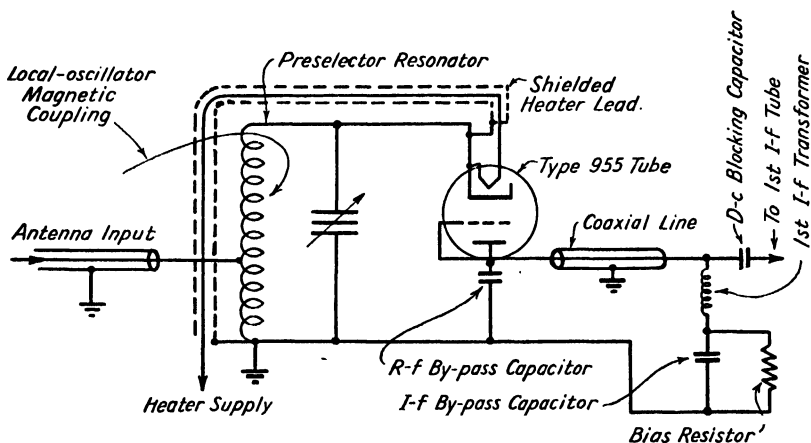 Local-oscillator
Magnetic
Coupling
Preselector Resonator
Shielded
Heater Lead.
Type 955 Tube
D-c Blocking Capacitor
To 1st I-f Tube
1st I-f Transformer
Antenna Input
Coaxial Line
R-f By-pass Capacitor
I-f By-pass Capacitor
Heater Supply
Bias Resistor